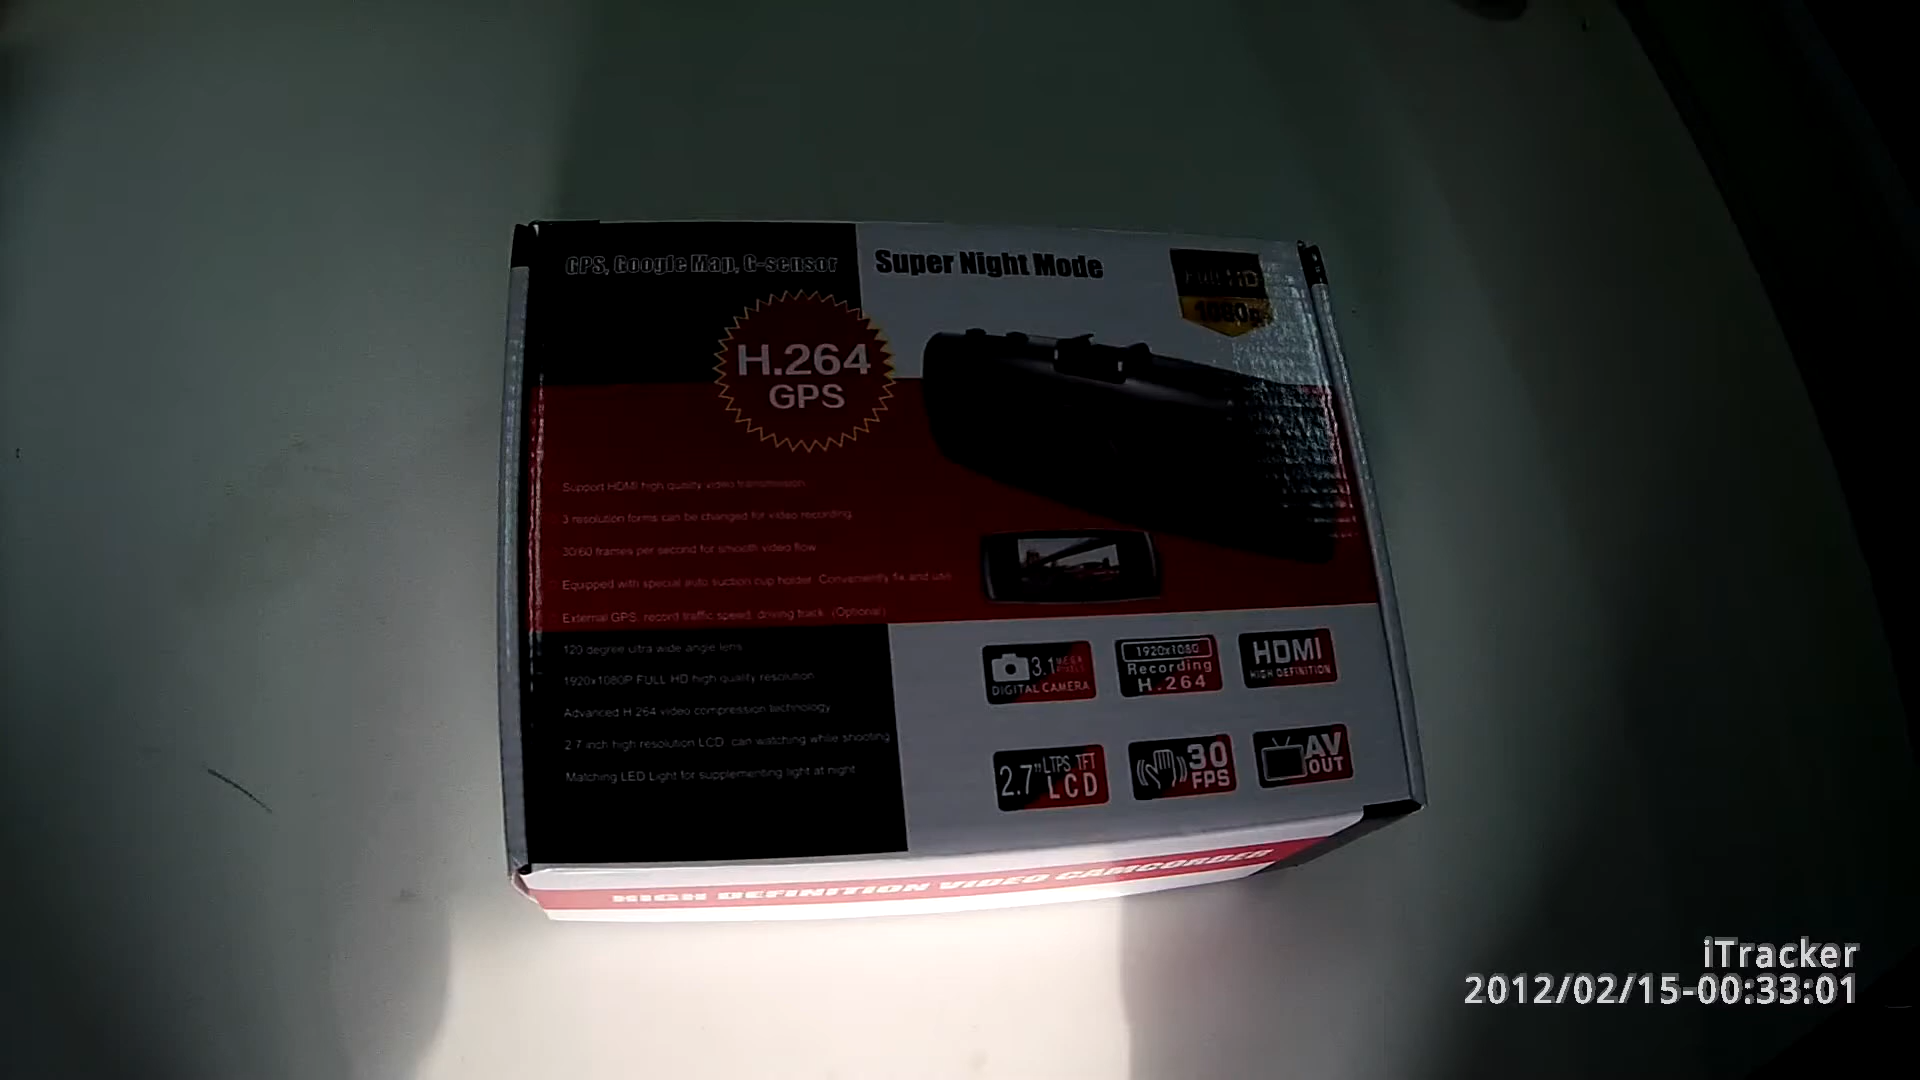 GPS, Google Map, G-sensor
Super Night Mode
Full HD
1080p
H.264
GPS
Support HDMI high quality video transmission
3 resolution forms can be changed for video recording
30/60 frames per second for smooth video flow
Equipped with special auto suction cup holder. Conveniently fix and use
External GPS, record traffic speed, driving track. (Optional)
120 degree ultra wide angle lens
1920x1080P FULL HD high quality resolution
Advanced H.264 video compression technology
2.7 inch high resolution LCD, can watching while shooting
Matching LED Light for supplementing light at night
3.1 MEGA PIXELS
DIGITAL CAMERA
1920x1080
Recording
H.264
HDMI
HIGH DEFINITION
2.7" LTPS TFT
LCD
30
FPS
AV
OUT
HIGH DEFINITION VIDEO CAMCORDER
iTracker
2012/02/15-00:33:01